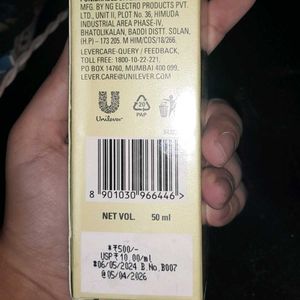 MFG. BY NG ELECTRO PRODUCTS PVT.
LTD., UNIT II, PLOT No. 36, HIMUDA
INDUSTRIAL AREA PHASE-IV,
BHATOLIKALAN, BADDI DISTT. SOLAN,
(H.P) – 173 205. M HIM/COS/18/266.
LEVERCARE-QUERY / FEEDBACK,
TOLL FREE: 1800-10-22-221,
PO BOX 14760, MUMBAI 400 099,
LEVER.CARE@UNILEVER.COM
Unilever
20
PAP
8 901030 966446 >
NET VOL. 50 ml
#₹500/-
USP₹10.00/ml
#06/05/2024 B.No.B007
@05/04/2026